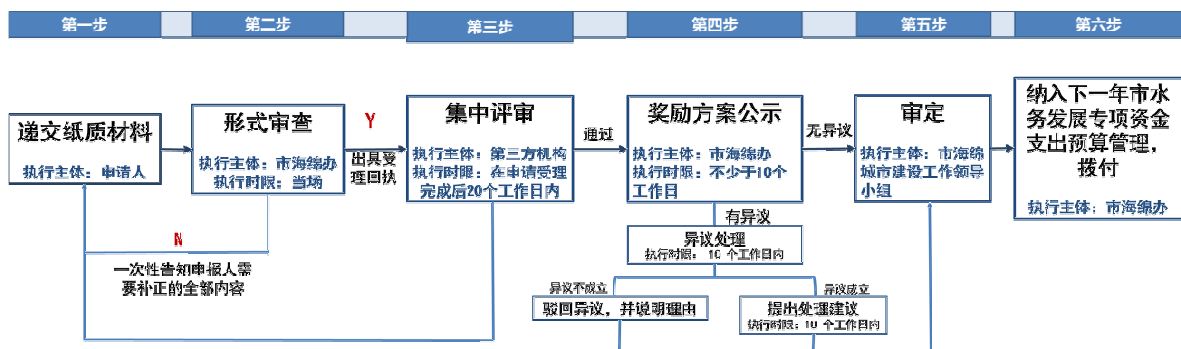 第一步
第二步
第三步
第四步
第五步
第六步
递交纸质材料
执行主体：申请人
形式审查
执行主体：市海绵办
执行时限：当场
Y
出具受
理回执
N
一次性告知申报人需
要补正的全部内容
集中评审
执行主体：第三方机构
执行时限：在申请受理
完成后20个工作日内
通过
奖励方案公示
执行主体：市海绵办
执行时限：不少于10个
工作日
无异议
有异议
异议处理
执行时限：10 个工作日内
异议不成立
驳回异议，并说明理由
异议成立
提出处理建议
执行时限：10 个工作日内
审定
执行主体：市海绵
城市建设工作领导
小组
纳入下一年市水
务发展专项资金
支出预算管理，
拨付
执行主体：市海绵办